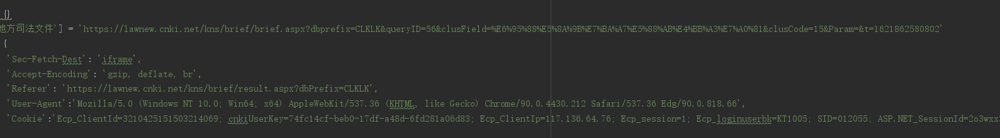 {}
地方司法文件'] = 'https://lawnew.cnki.net/kns/brief/brief.aspx?dbprefix=CLKLK&queryID=56&clusField=%E6%95%88%E5%8A%9B%E7%BA%A7%E5%88%AB%E4%BB%A3%E7%A0%81&clusCode=15&Param=&t=1621862580802'
{
'Sec-Fetch-Dest': 'iframe',
'Accept-Encoding': 'gzip, deflate, br',
'Referer': 'https://lawnew.cnki.net/kns/brief/result.aspx?dbPrefix=CLKLK',
'User-Agent':'Mozilla/5.0 (Windows NT 10.0; Win64; x64) AppleWebKit/537.36 (KHTML, like Gecko) Chrome/90.0.4430.212 Safari/537.36 Edg/90.0.818.66',
'Cookie':'Ecp_ClientId=3210425151503214069; cnkiUserKey=74fc14cf-beb0-17df-a48d-6fd281a06d83; Ecp_ClientIp=117.136.64.76; Ecp_session=1; Ecp_loginuserbk=KT1005; SID=012055; ASP.NET_SessionId=2o3wxx